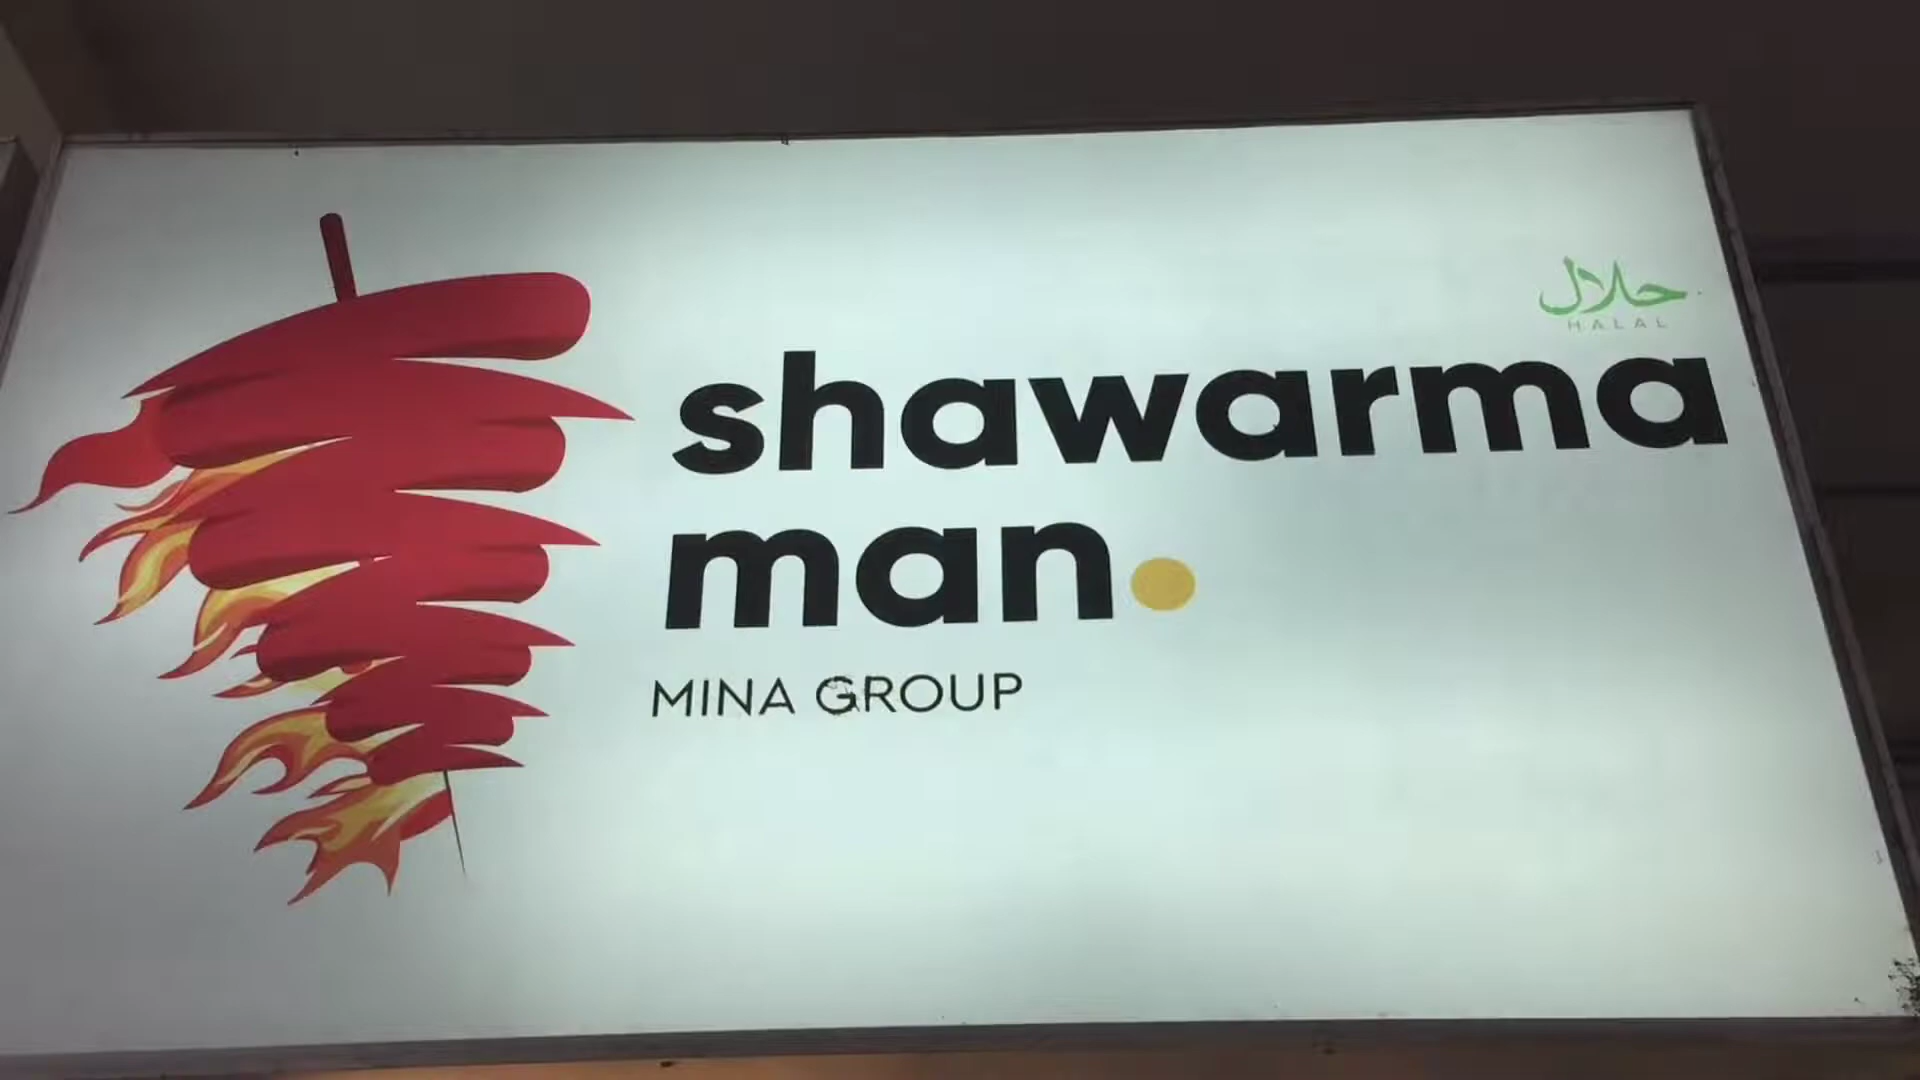 حلال
HALAL
shawarma
man.
MINA GROUP